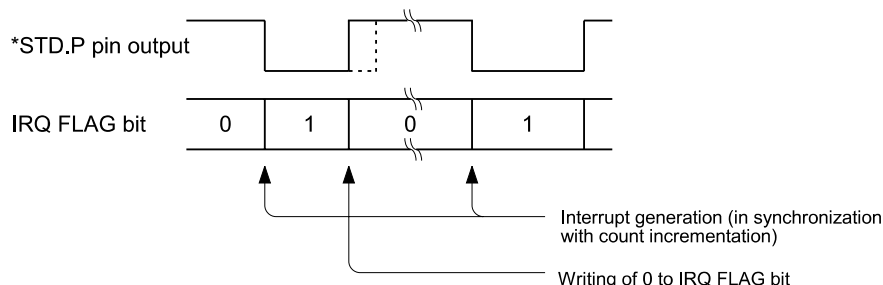 *STD.P pin output
IRQ FLAG bit 0 1 0 1
Interrupt generation (in synchronization
with count incrementation)
Writing of 0 to IRQ FLAG bit